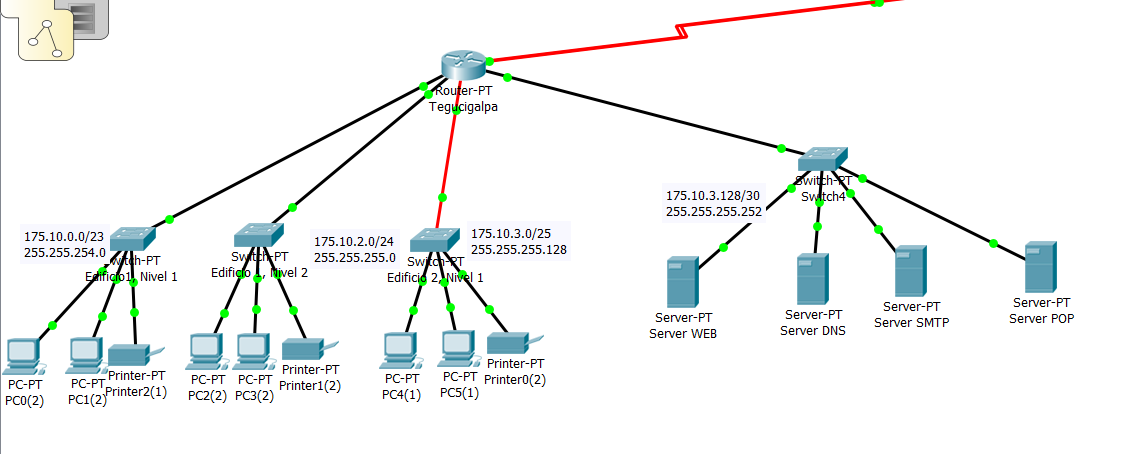 Router-PT
Tegucigalpa
175.10.0.0/23
255.255.254.0
Switch-PT
Edificio1, Nivel 1
Switch-PT
Edificio 1, Nivel 2
175.10.2.0/24
255.255.255.0
Switch-PT
Edificio 2, Nivel 1
175.10.3.0/25
255.255.255.128
175.10.3.128/30
255.255.255.252
Switch-PT
Switch4
PC-PT
PC0(2)
PC-PT
PC1(2)
Printer-PT
Printer2(1)
PC-PT
PC2(2)
PC-PT
PC3(2)
Printer-PT
Printer1(2)
PC-PT
PC4(1)
PC-PT
PC5(1)
Printer-PT
Printer0(2)
Server-PT
Server WEB
Server-PT
Server DNS
Server-PT
Server SMTP
Server-PT
Server POP